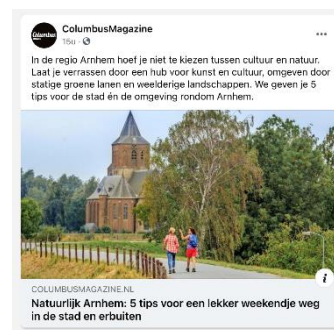 ColumbusMagazine
15u ·
In de regio Arnhem hoef je niet te kiezen tussen cultuur en natuur.
Laat je verrassen door een hub voor kunst en cultuur, omgeven door
statige groene lanen en weelderige landschappen. We geven je 5
tips voor de stad én de omgeving rondom Arnhem.
COLUMBUSMAGAZINE.NL
Natuurlijk Arnhem: 5 tips voor een lekker weekendje weg
in de stad en erbuiten